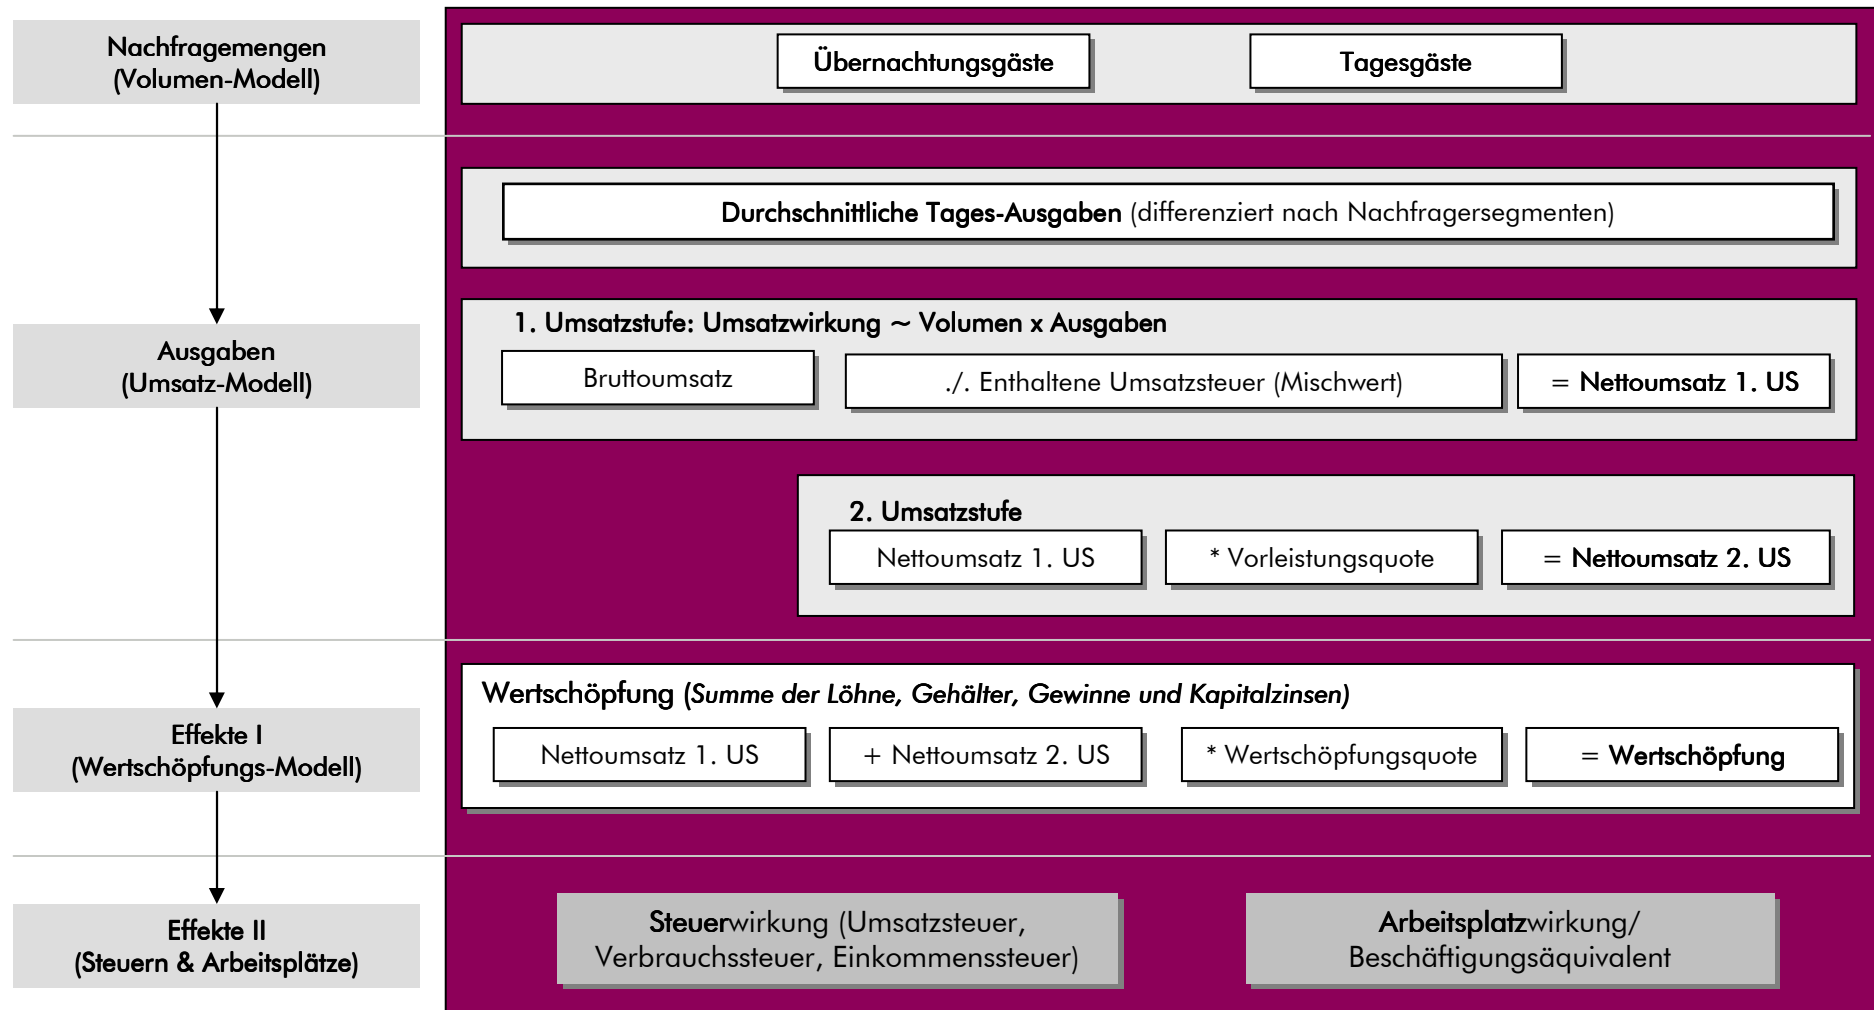 Nachfragemengen
(Volumen-Modell)
Übernachtungsgäste
Tagesgäste
Durchschnittliche Tages-Ausgaben (differenziert nach Nachfragersegmenten)
Ausgaben
(Umsatz-Modell)
1. Umsatzstufe: Umsatzwirkung ~ Volumen x Ausgaben
Bruttoumsatz
./. Enthaltene Umsatzsteuer (Mischwert)
= Nettoumsatz 1. US
2. Umsatzstufe
Nettoumsatz 1. US
* Vorleistungsquote
= Nettoumsatz 2. US
Effekte I
(Wertschöpfungs-Modell)
Wertschöpfung (Summe der Löhne, Gehälter, Gewinne und Kapitalzinsen)
Nettoumsatz 1. US
+ Nettoumsatz 2. US
* Wertschöpfungsquote
= Wertschöpfung
Effekte II
(Steuern & Arbeitsplätze)
Steuerwirkung (Umsatzsteuer,
Verbrauchssteuer, Einkommenssteuer)
Arbeitsplatzwirkung/
Beschäftigungsäquivalent